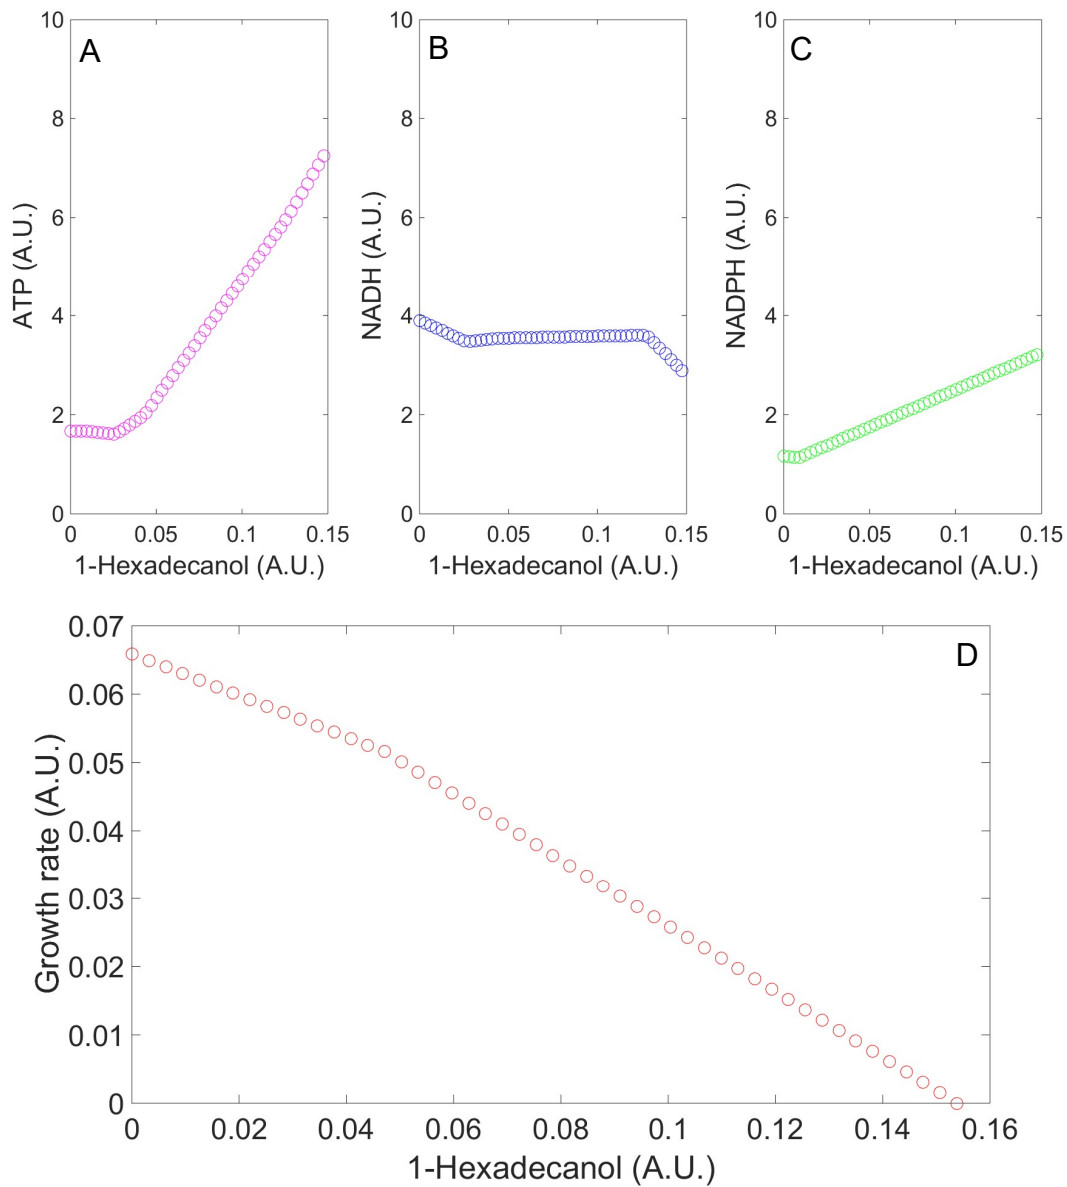 A
10
8
6
4
2
0
ATP (A.U.)
0 0.05 0.1 0.15
1-Hexadecanol (A.U.)
B
10
8
6
4
2
0
NADH (A.U.)
0 0.05 0.1 0.15
1-Hexadecanol (A.U.)
C
10
8
6
4
2
0
NADPH (A.U.)
0 0.05 0.1 0.15
1-Hexadecanol (A.U.)
D
0.07
0.06
0.05
0.04
0.03
0.02
0.01
0
Growth rate (A.U.)
0 0.02 0.04 0.06 0.08 0.1 0.12 0.14 0.16
1-Hexadecanol (A.U.)